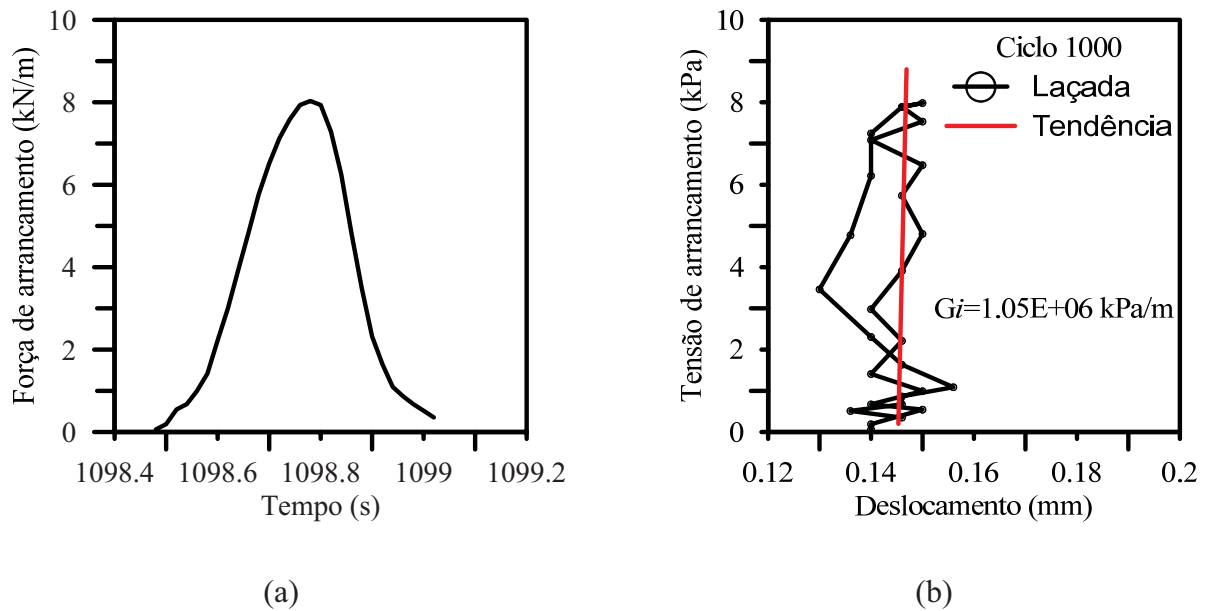 10
8
6
4
2
0
Força de arrancamento (kN/m)
1098.4 1098.6 1098.8 1099 1099.2
Tempo (s)
(a)
10
8
6
4
2
0
Tensão de arrancamento (kPa)
Ciclo 1000
Laçada
Tendência
Gi=1.05E+06 kPa/m
0.12 0.14 0.16 0.18 0.2
Deslocamento (mm)
(b)